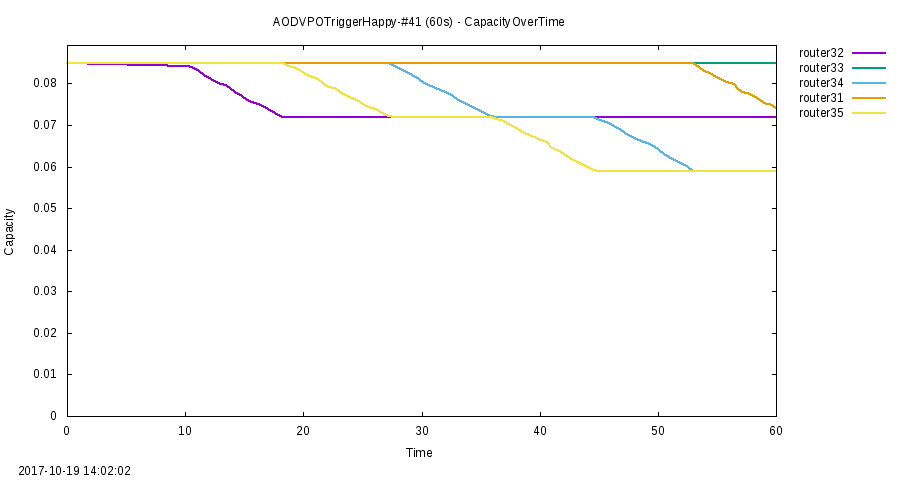 AODVPOTriggerHappy-#41 (60s) - CapacityOverTime
router32
router33
router34
router31
router35
0.08
0.07
0.06
0.05
0.04
0.03
0.02
0.01
0
Capacity
0 10 20 30 40 50 60
Time
2017-10-19 14:02:02